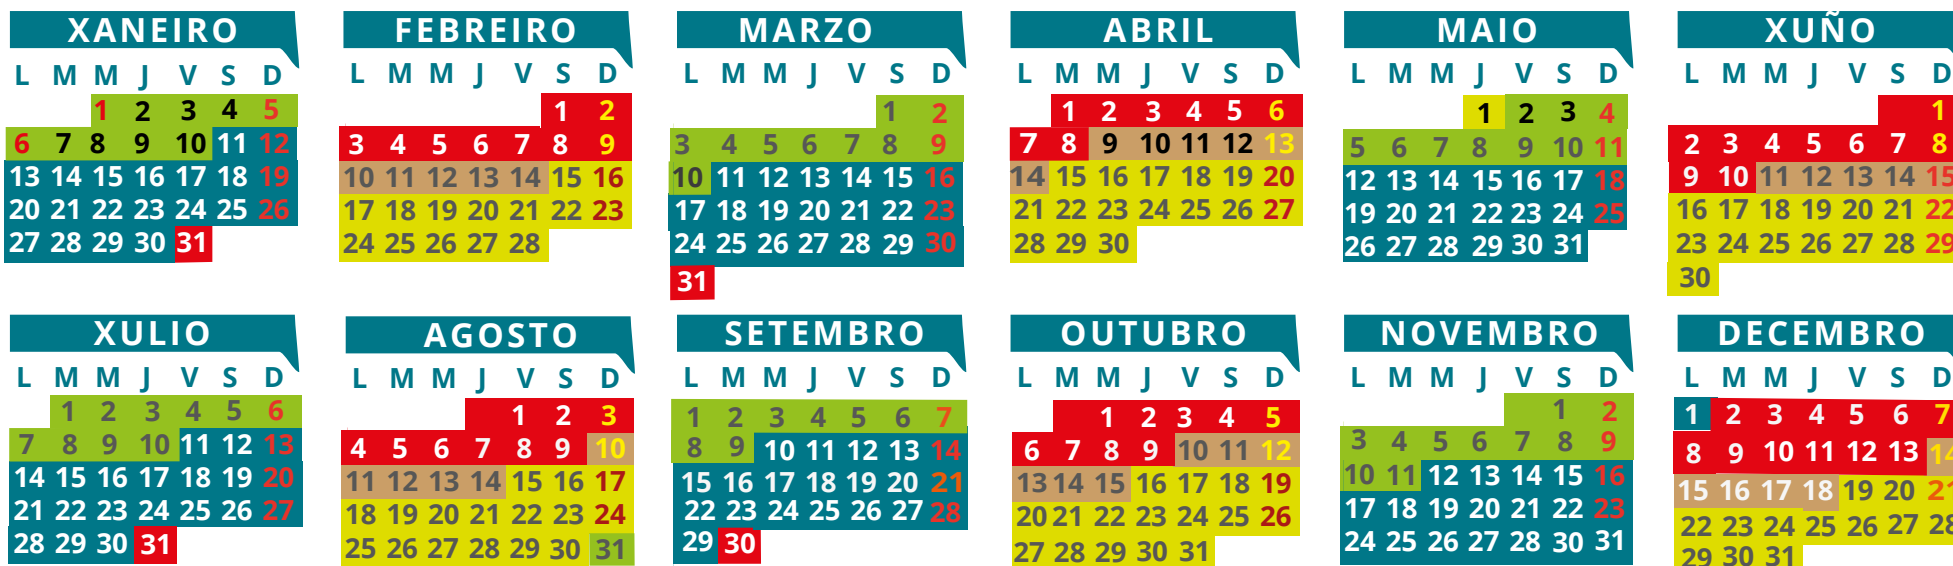 XANEIRO
L M M J V S D
1 2 3 4 5
6 7 8 9 10 11 12
13 14 15 16 17 18 19
20 21 22 23 24 25 26
27 28 29 30 31
FEBREIRO
L M M J V S D
1 2
3 4 5 6 7 8 9
10 11 12 13 14 15 16
17 18 19 20 21 22 23
24 25 26 27 28
MARZO
L M M J V S D
1 2
3 4 5 6 7 8 9
10 11 12 13 14 15 16
17 18 19 20 21 22 23
24 25 26 27 28 29 30
31
ABRIL
L M M J V S D
1 2 3 4 5 6
7 8 9 10 11 12 13
14 15 16 17 18 19 20
21 22 23 24 25 26 27
28 29 30
MAIO
L M M J V S D
1 2 3 4
5 6 7 8 9 10 11
12 13 14 15 16 17 18
19 20 21 22 23 24 25
26 27 28 29 30 31
XUÑO
L M M J V S D
1
2 3 4 5 6 7 8
9 10 11 12 13 14 15
16 17 18 19 20 21 22
23 24 25 26 27 28 29
30
XULIO
L M M J V S D
1 2 3 4 5 6
7 8 9 10 11 12 13
14 15 16 17 18 19 20
21 22 23 24 25 26 27
28 29 30 31
AGOSTO
L M M J V S D
1 2 3
4 5 6 7 8 9 10
11 12 13 14 15 16 17
18 19 20 21 22 23 24
25 26 27 28 29 30 31
SETEMBRO
L M M J V S D
1 2 3 4 5 6 7
8 9 10 11 12 13 14
15 16 17 18 19 20 21
22 23 24 25 26 27 28
29 30
OUTUBRO
L M M J V S D
1 2 3 4 5
6 7 8 9 10 11 12
13 14 15 16 17 18 19
20 21 22 23 24 25 26
27 28 29 30 31
NOVEMBRO
L M M J V S D
1 2
3 4 5 6 7 8 9
10 11 12 13 14 15 16
17 18 19 20 21 22 23
24 25 26 27 28 30 31
DECEMBRO
L M M J V S D
1 2 3 4 5 6 7
8 9 10 11 12 13 14
15 16 17 18 19 20 21
22 23 24 25 26 27 28
29 30 31